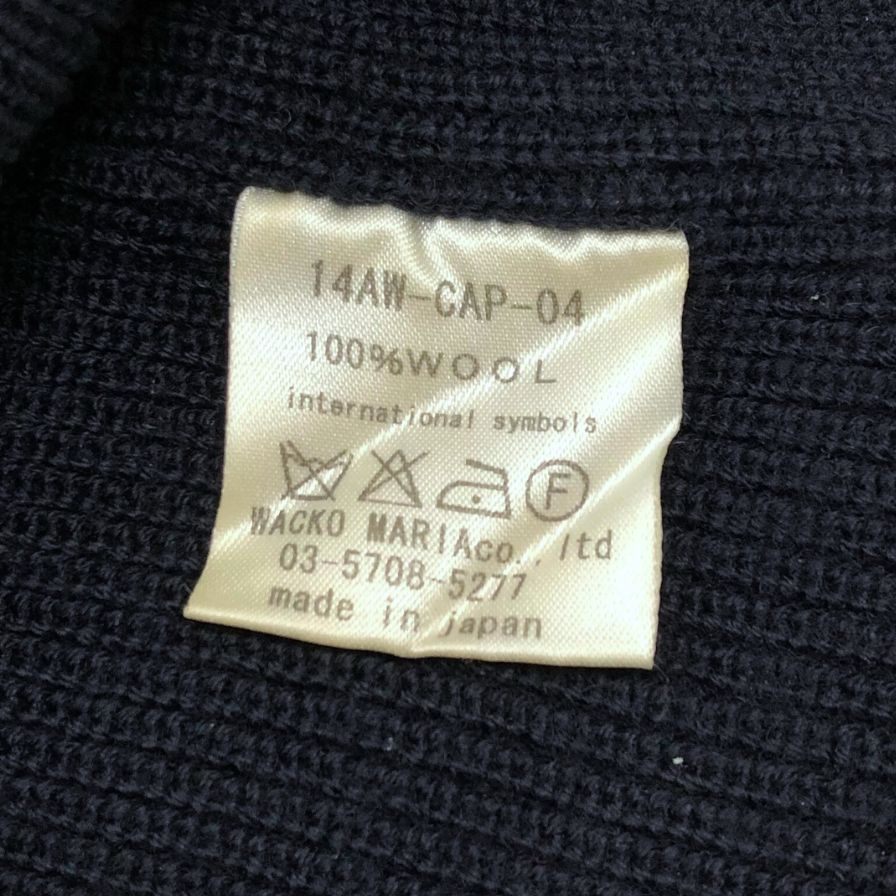 14AW-CAP-04
100%WOOL
international symbols
F
WACKO MARIAco.,ltd
03-5708-5277
made in japan